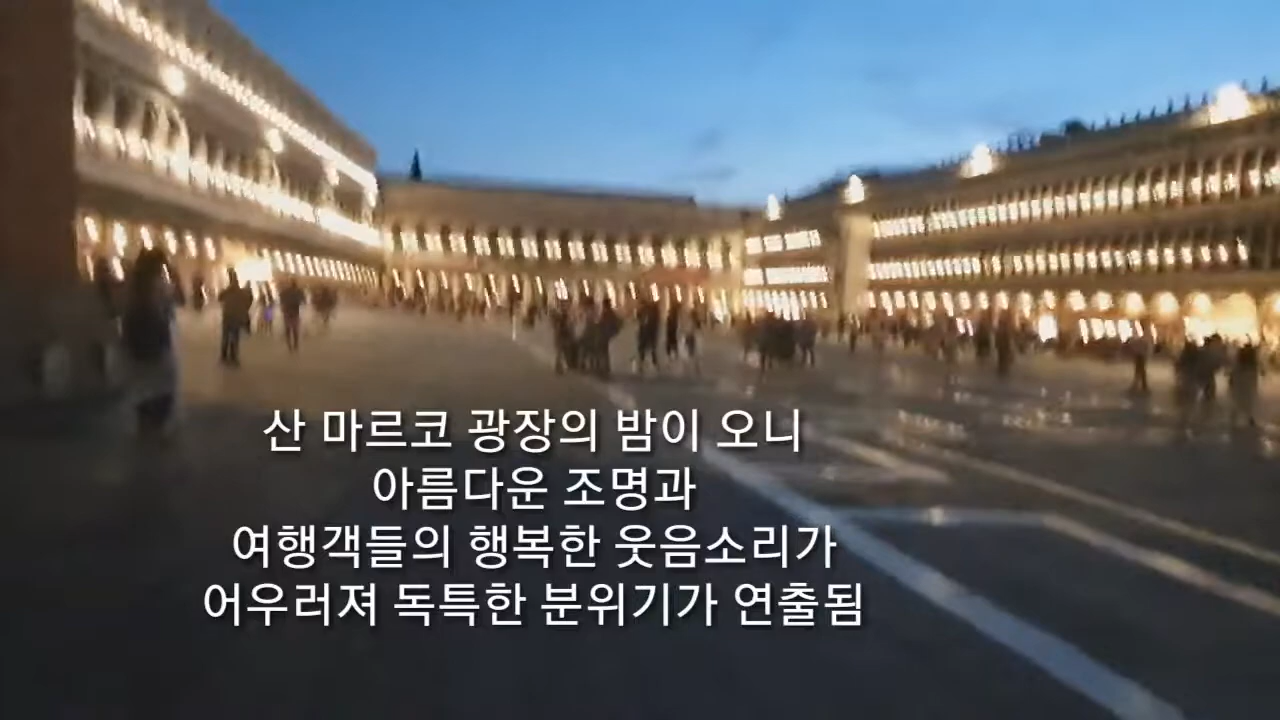 산 마르코 광장의 밤이 오니
아름다운 조명과
여행객들의 행복한 웃음소리가
어우러져 독특한 분위기가 연출됨